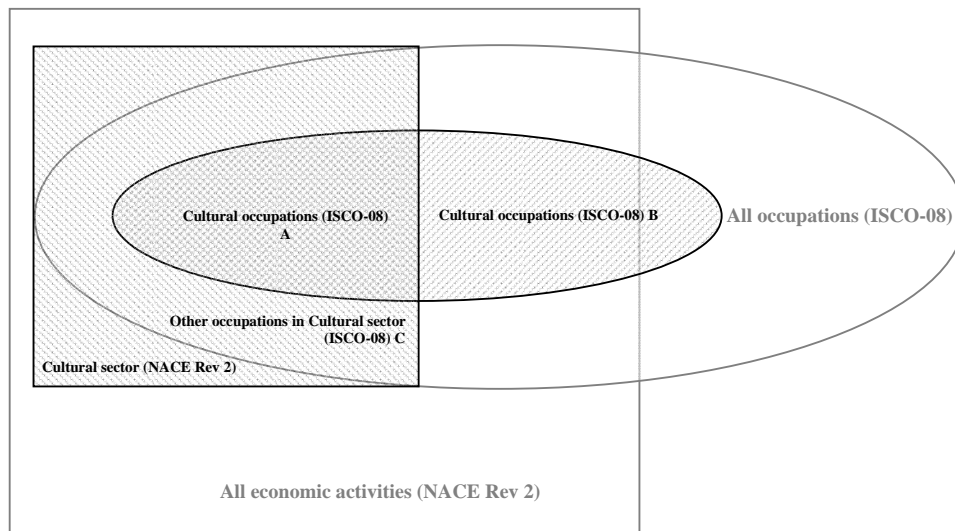 Cultural occupations (ISCO-08)
A
Cultural occupations (ISCO-08) B
All occupations (ISCO-08)
Other occupations in Cultural sector
(ISCO-08) C
Cultural sector (NACE Rev 2)
All economic activities (NACE Rev 2)